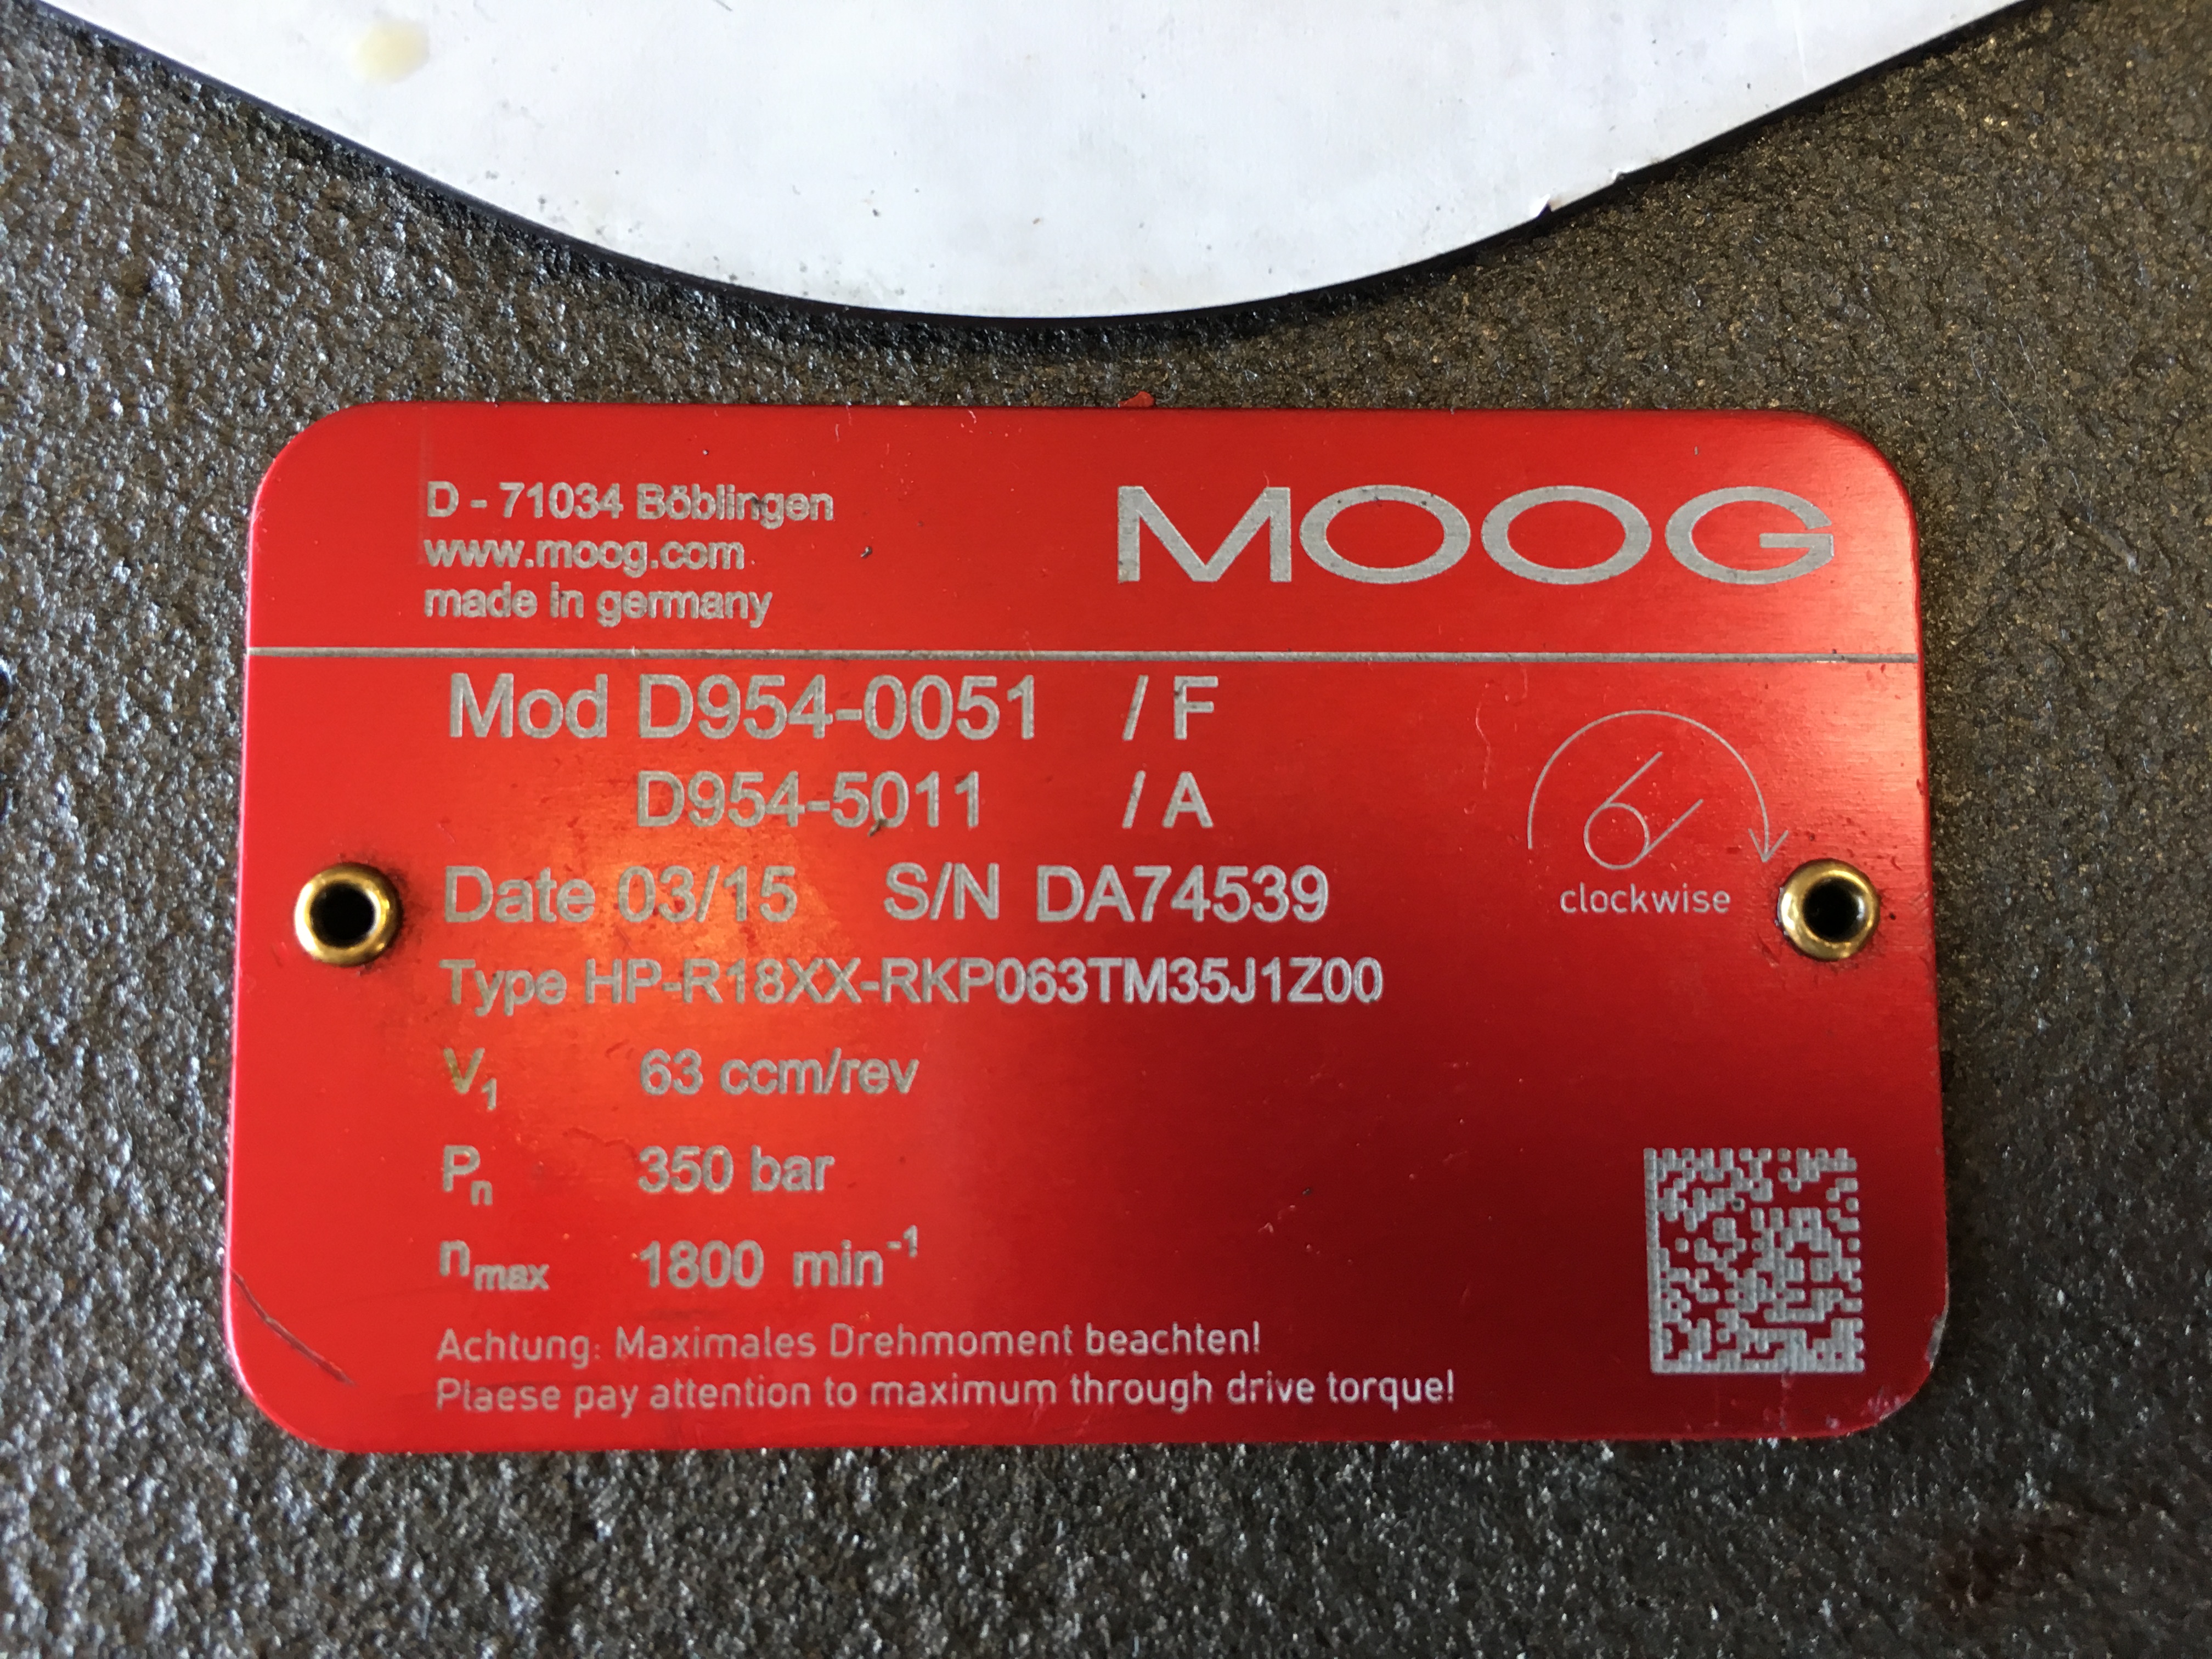 D - 71034 Böblingen
www.moog.com
made in germany
MOOG
Mod D954-0051 / F
D954-5011 / A
Date 03/15 S/N DA74539
clockwise
Type HP-R18XX-RKP063TM35J1Z00
V₁ 63 ccm/rev
Pₙ 350 bar
nmax 1800 min⁻¹
Achtung: Maximales Drehmoment beachten!
Plaese pay attention to maximum through drive torque!